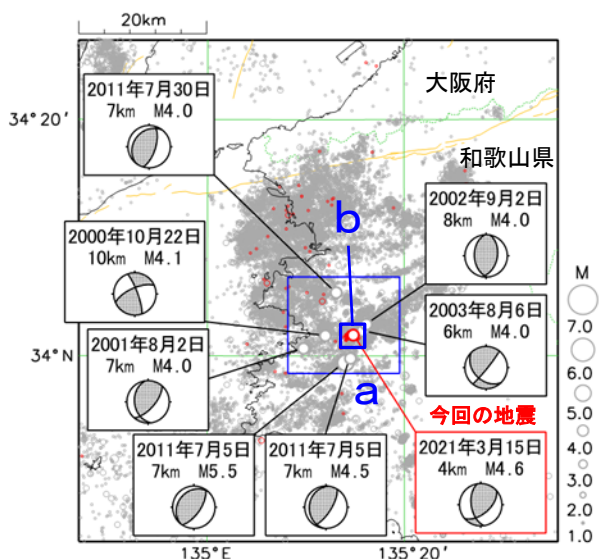 20km
大阪府
和歌山県
34°20′
34°N
135°E
135°20′
2011年7月30日
7km M4.0
2000年10月22日
10km M4.1
2001年8月2日
7km M4.0
2011年7月5日
7km M5.5
2011年7月5日
7km M4.5
b
a
2002年9月2日
8km M4.0
2003年8月6日
6km M4.0
今回の地震
2021年3月15日
4km M4.6
M
7.0
6.0
5.0
4.0
3.0
2.0
1.0